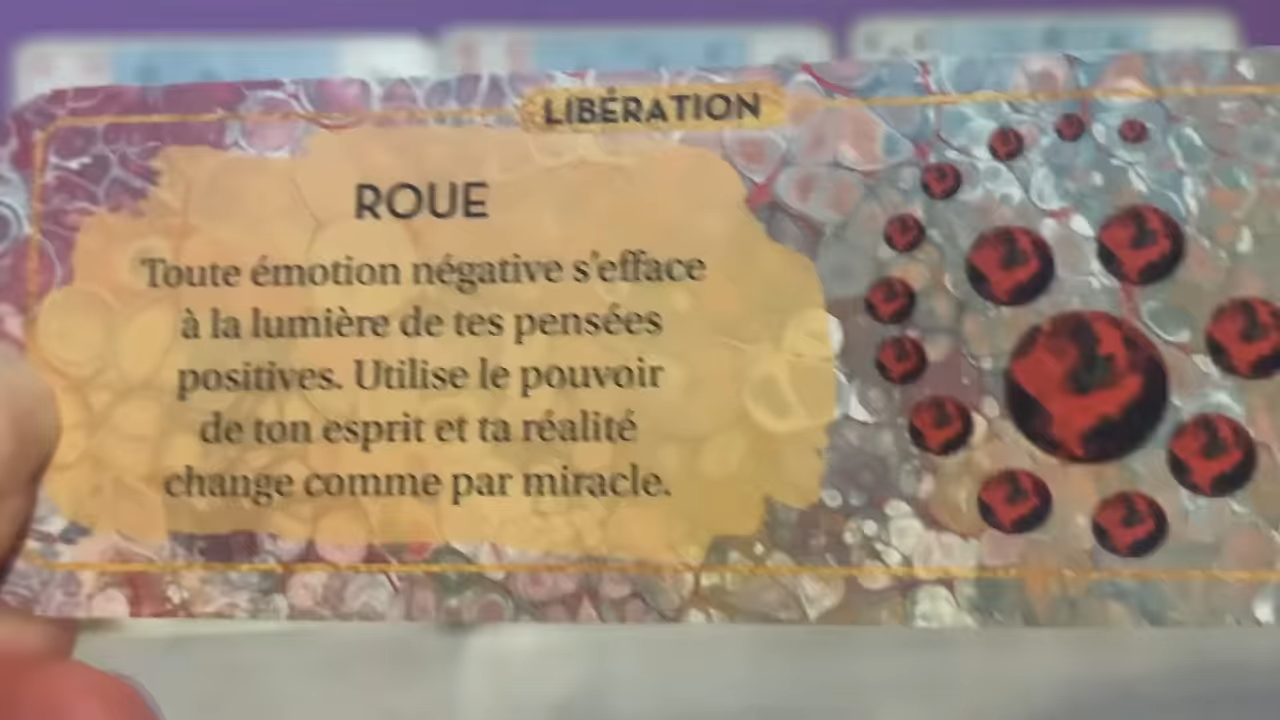 LIBÉRATION
ROUE
Toute émotion négative s'efface
à la lumière de tes pensées
positives. Utilise le pouvoir
de ton esprit et ta réalité
change comme par miracle.